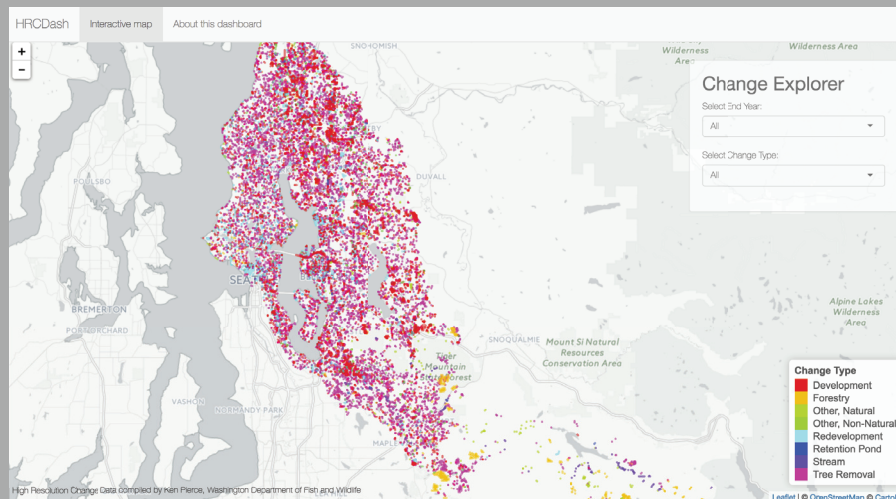 HRCDash Interactive map About this dashboard
+
−
SNOHOMISH
Wilderness
Area
Wilderness Area
Change Explorer
Select End Year:
All
Select Change Type:
All
DUVALL
POULSBO
BREMERTON
PORT ORCHARD
SNOQUALMIE
Mount Si Natural
Resources
Conservation Area
Alpine Lakes
Wilderness
Area
Tiger
Mountain
VASHON
NORMANDY PARK
MAPLE
Change Type
Development
Forestry
Other, Natural
Other, Non-Natural
Redevelopment
Retention Pond
Stream
Tree Removal
High Resolution Change Data compiled by Ken Pierce, Washington Department of Fish and Wildlife
Leaflet | © OpenStreetMap ©